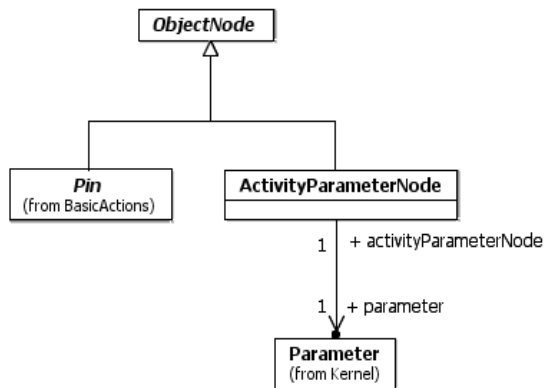 ObjectNode
Pin
(from BasicActions)
ActivityParameterNode
1
+ activityParameterNode
1
+ parameter
Parameter
(from Kernel)